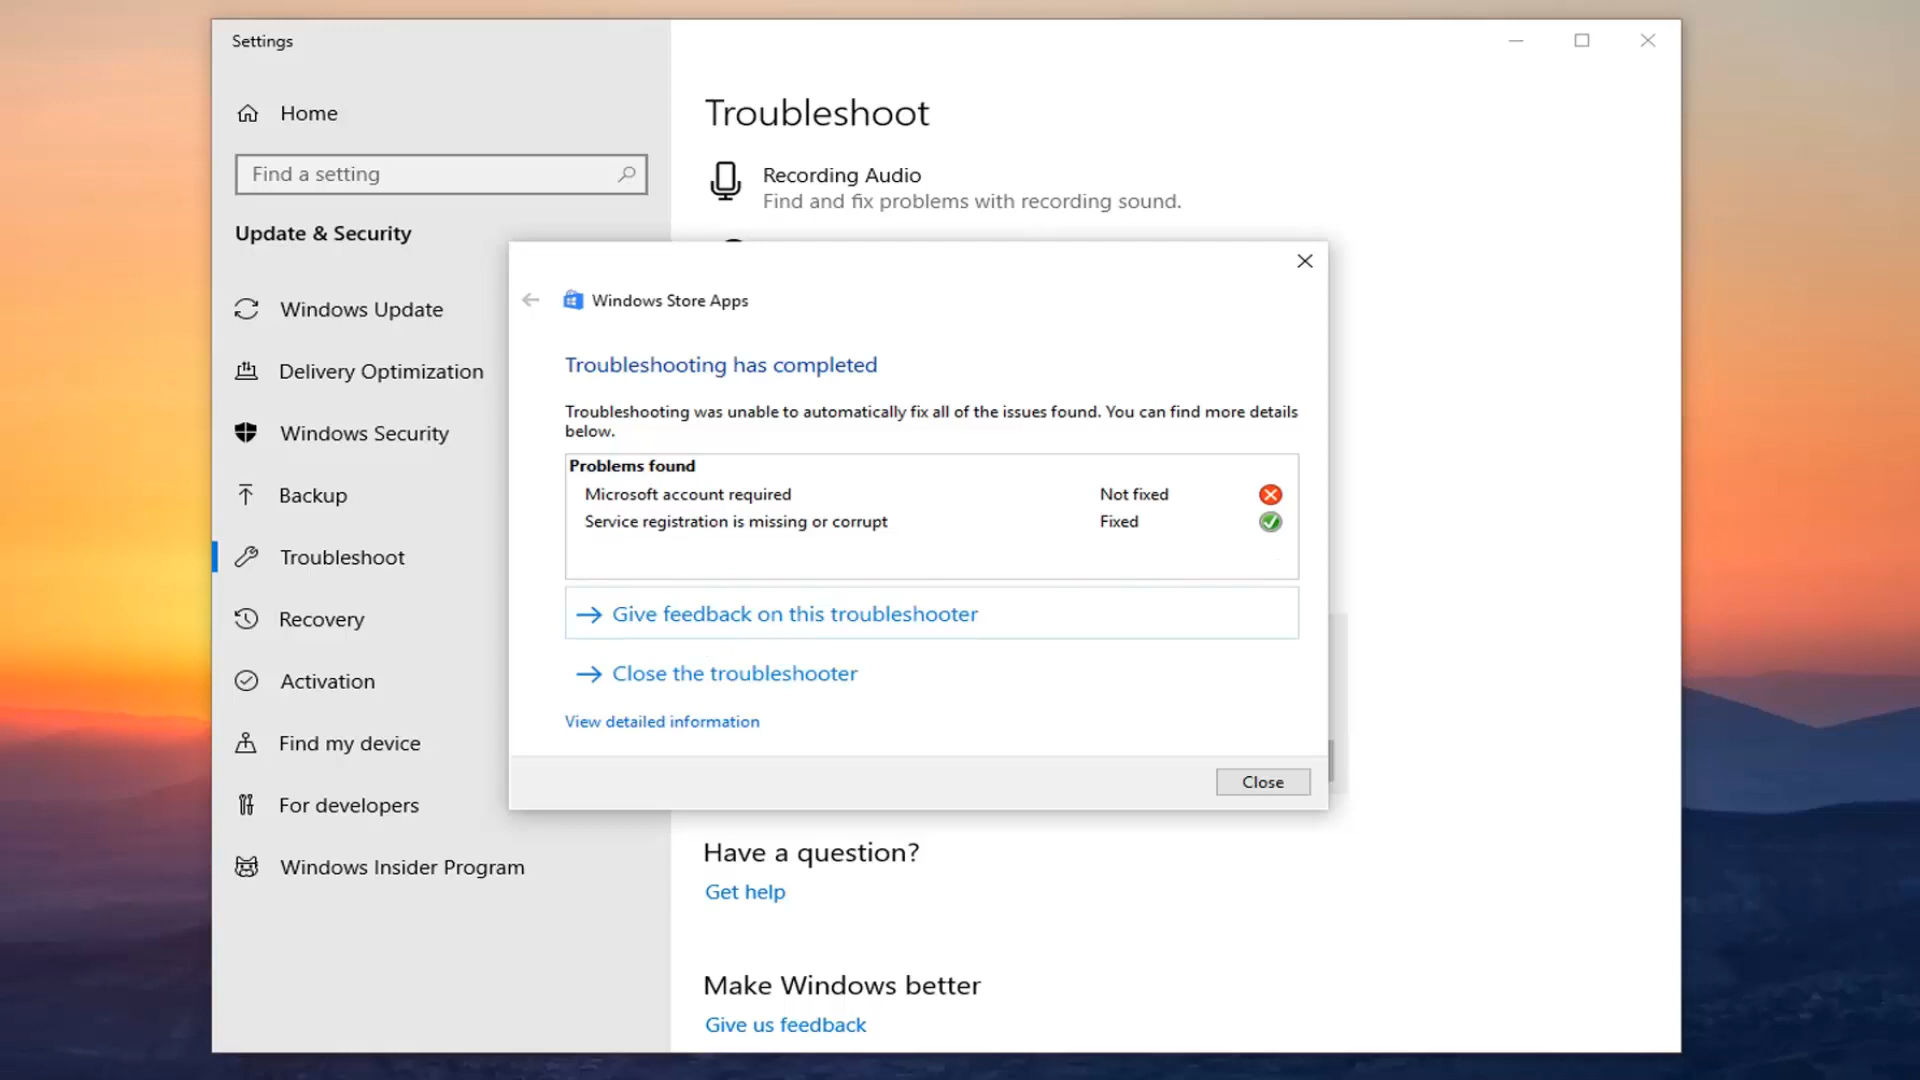 Settings
Home
Find a setting
Update & Security
Windows Update
Delivery Optimization
Windows Security
Backup
Troubleshoot
Recovery
Activation
Find my device
For developers
Windows Insider Program
Troubleshoot
Recording Audio
Find and fix problems with recording sound.
Windows Store Apps
Troubleshooting has completed
Troubleshooting was unable to automatically fix all of the issues found. You can find more details
below.
Problems found
Microsoft account required Not fixed
Service registration is missing or corrupt Fixed
Give feedback on this troubleshooter
Close the troubleshooter
View detailed information
Close
Have a question?
Get help
Make Windows better
Give us feedback